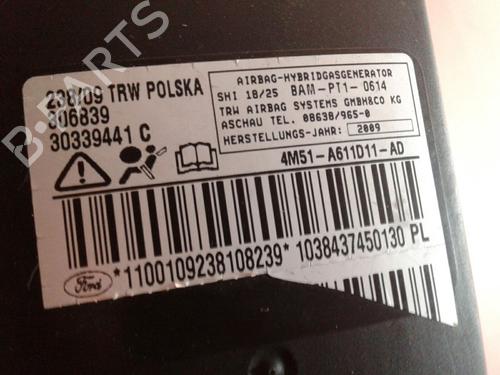 238/09 TRW POLSKA
306839
30339441 C
AIRBAG-HYBRIDGASGENERATOR
SHI 18/25 BAM-PT1-0614
TRW AIRBAG SYSTEMS GMBH&CO KG
ASCHAU TEL. 08638/965-0
HERSTELLUNGS-JAHR: 2009
4M51-A611D11-AD
*1100109238108239* 1038437450130 PL
Ford
B-PARTS